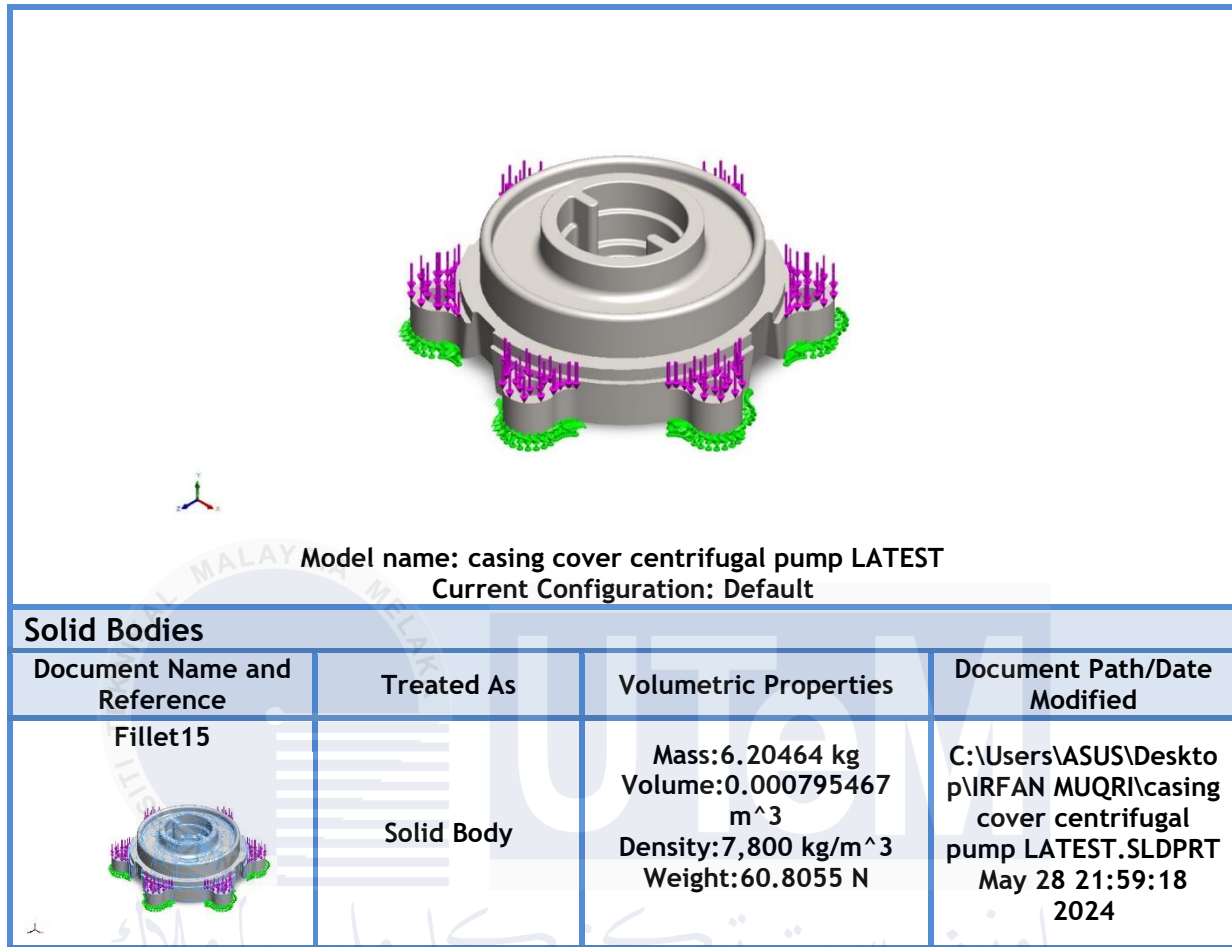 Model name: casing cover centrifugal pump LATEST
Current Configuration: Default
Solid Bodies
Document Name and
Reference
Treated As
Volumetric Properties
Document Path/Date
Modified
Fillet15
Solid Body
Mass:6.20464 kg
Volume:0.000795467
m^3
Density:7,800 kg/m^3
Weight:60.8055 N
C:\Users\ASUS\Deskto
p\IRFAN MUQRI\casing
cover centrifugal
pump LATEST.SLDPRT
May 28 21:59:18
2024
MALAY
MELAK
UTeM